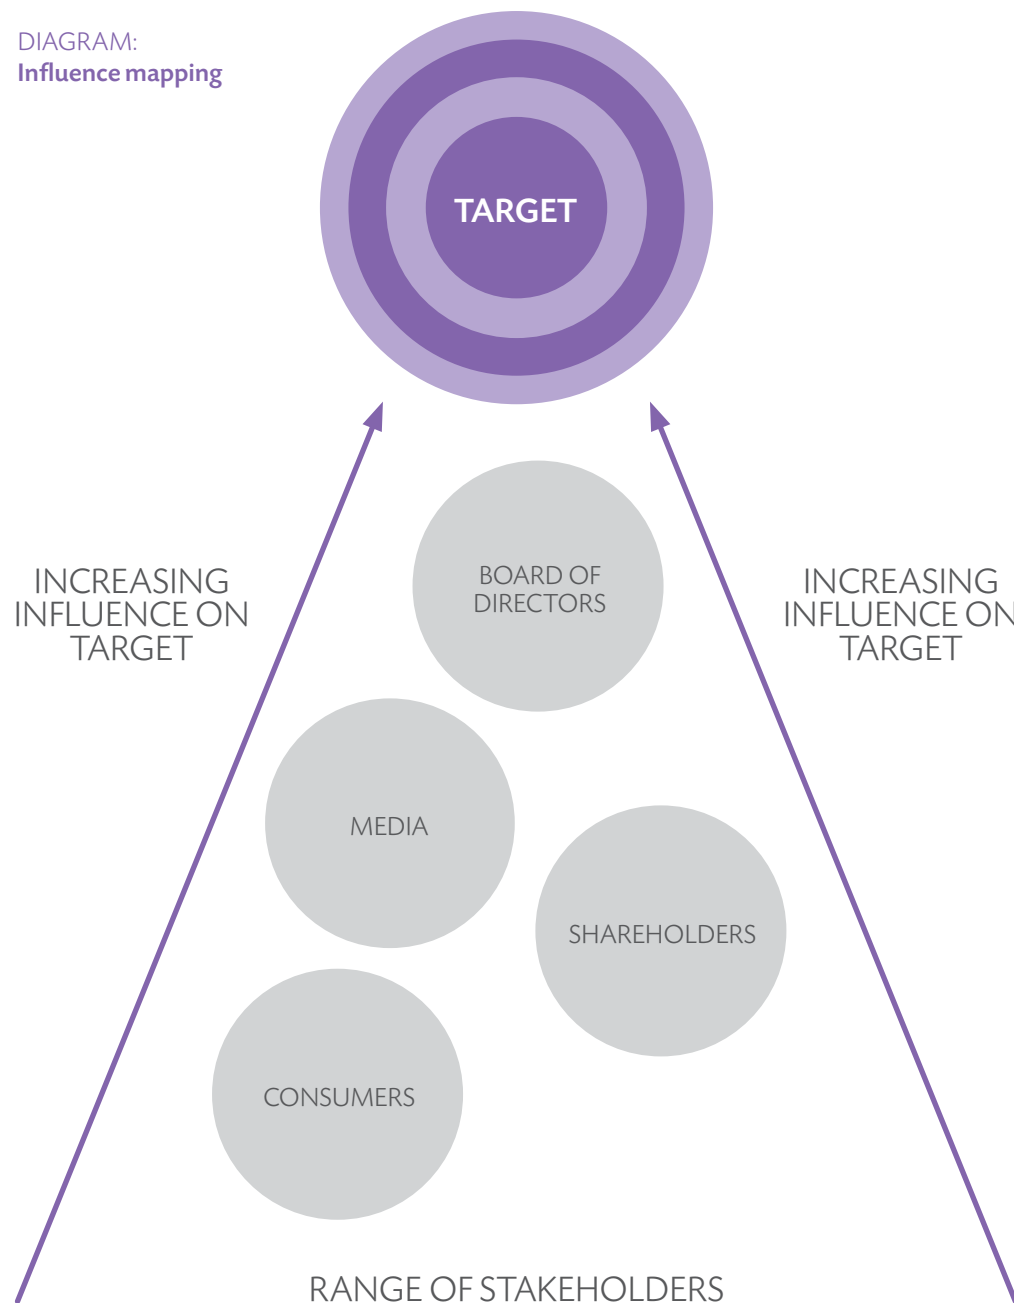 DIAGRAM:
Influence mapping
TARGET
INCREASING
INFLUENCE ON
TARGET
INCREASING
INFLUENCE ON
TARGET
BOARD OF
DIRECTORS
MEDIA
SHAREHOLDERS
CONSUMERS
RANGE OF STAKEHOLDERS